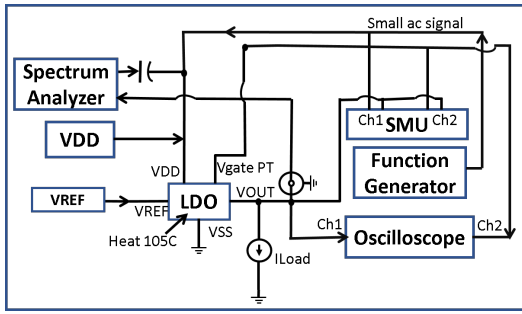 Small ac signal
Spectrum
Analyzer
Ch1
Ch2
SMU
VDD
Function
Generator
VDD
Vgate PT
VREF
VREF
LDO
VOUT
VSS
Heat 105C
Ch1
Oscilloscope
Ch2
ILoad